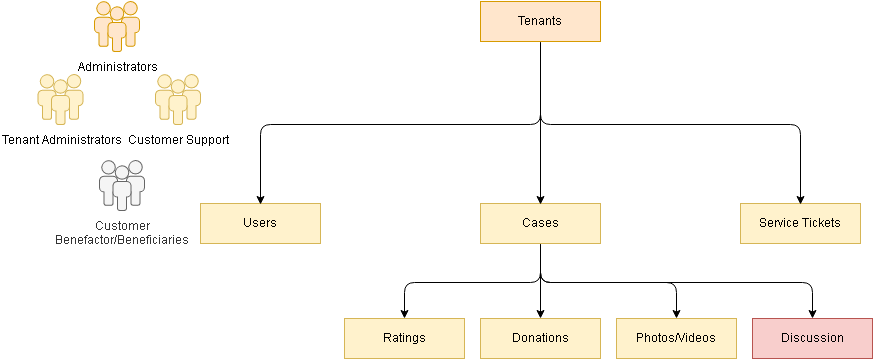 Tenants
Administrators
Tenant Administrators
Customer Support
Customer
Benefactor/Beneficiaries
Users
Cases
Service Tickets
Ratings
Donations
Photos/Videos
Discussion